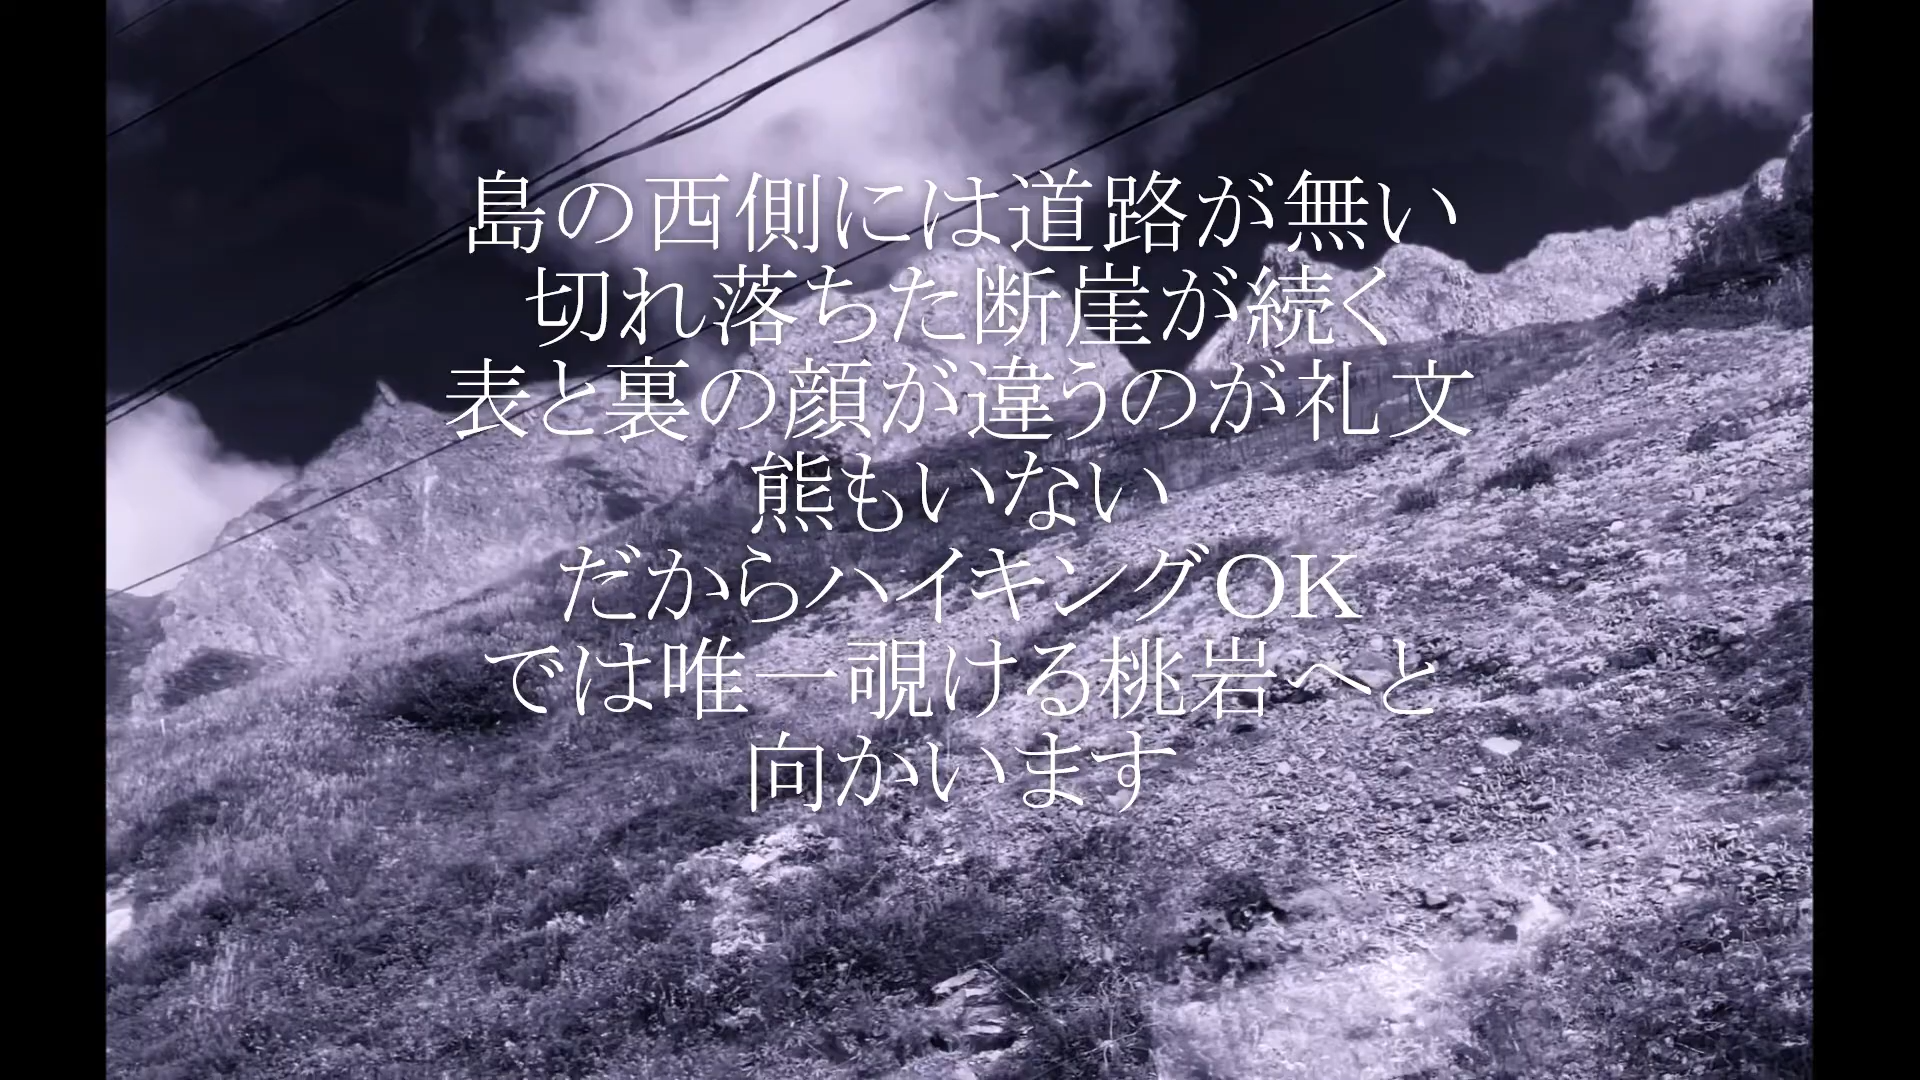 島の西側には道路が無い
切れ落ちた断崖が続く
表と裏の顔が違うのが礼文
熊もいない
だからハイキングOK
では唯一覗ける桃岩へと
向かいます